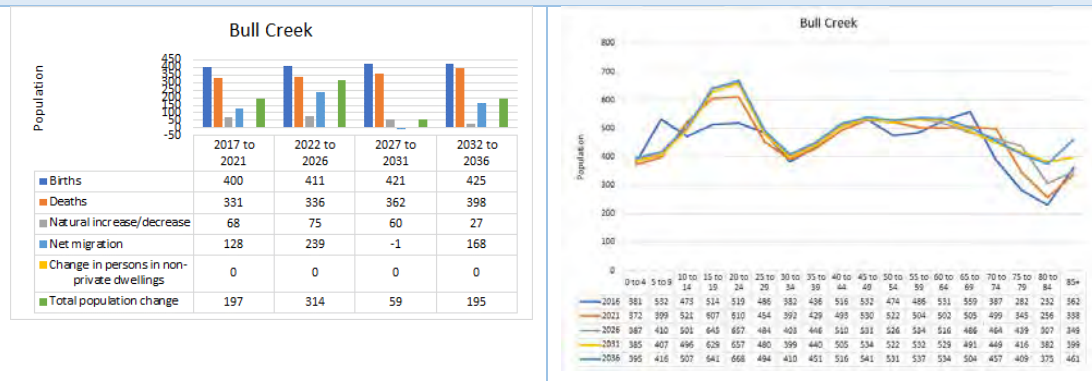 Bull Creek
Population
450
400
350
300
250
200
150
100
50
0
-50
2017 to 2021 2022 to 2026 2027 to 2031 2032 to 2036
Births 400 411 421 425
Deaths 331 336 362 398
Natural increase/decrease 68 75 60 27
Net migration 128 239 -1 168
Change in persons in non-
private dwellings 0 0 0 0
Total population change 197 314 59 195
Bull Creek
Population
800
700
600
500
400
300
200
100
0
0 to 4 5 to 9 10 to 14 15 to 19 20 to 24 25 to 29 30 to 34 35 to 39 40 to 44 45 to 49 50 to 54 55 to 59 60 to 64 65 to 69 70 to 74 75 to 79 80 to 84 85+
2016 381 532 473 514 519 486 382 436 516 532 474 486 531 559 387 282 232 362
2021 372 399 521 607 610 454 392 429 493 530 522 504 502 505 499 345 256 338
2026 387 410 501 645 657 484 403 446 510 531 526 534 516 486 464 439 307 349
2031 385 407 496 629 657 480 399 440 505 534 522 532 529 491 449 416 382 399
2036 395 416 507 641 668 494 410 451 516 541 531 537 534 504 457 409 375 461